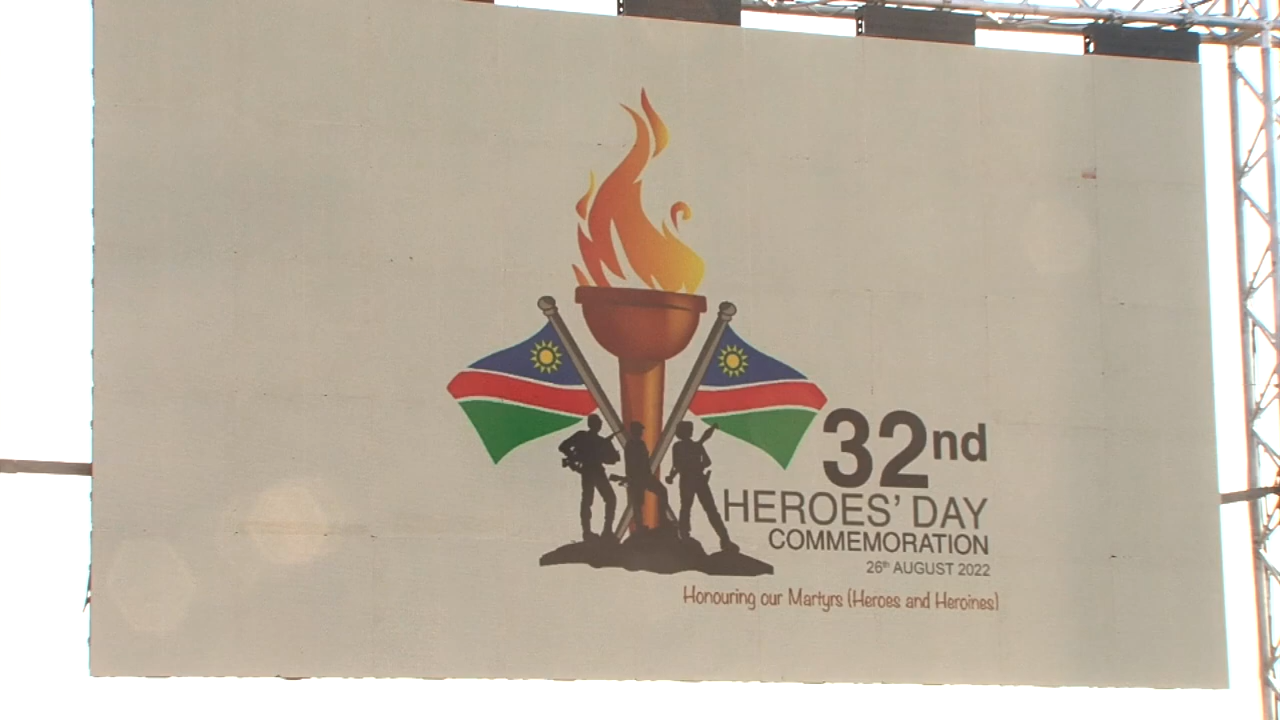 32nd
HEROES' DAY
COMMEMORATION
26th AUGUST 2022
Honouring our Martyrs (Heroes and Heroines)